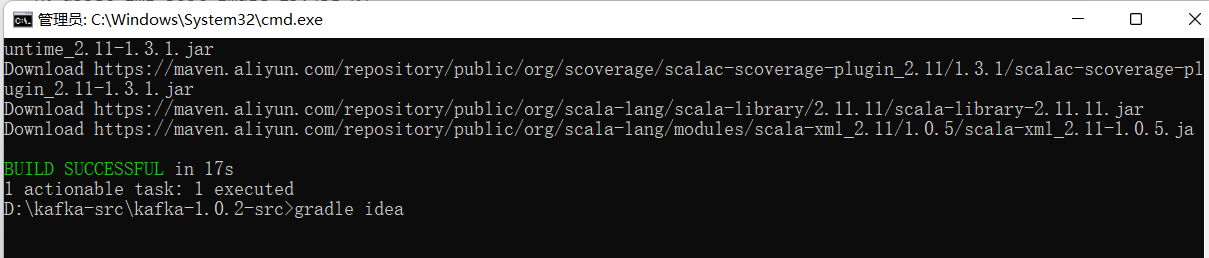 管理员: C:\Windows\System32\cmd.exe
untime_2.11-1.3.1.jar
Download https://maven.aliyun.com/repository/public/org/scoverage/scalac-scoverage-plugin_2.11/1.3.1/scalac-scoverage-pl
ugin_2.11-1.3.1.jar
Download https://maven.aliyun.com/repository/public/org/scala-lang/scala-library/2.11.11/scala-library-2.11.11.jar
Download https://maven.aliyun.com/repository/public/org/scala-lang/modules/scala-xml_2.11/1.0.5/scala-xml_2.11-1.0.5.ja
BUILD SUCCESSFUL in 17s
1 actionable task: 1 executed
D:\kafka-src\kafka-1.0.2-src>gradle idea